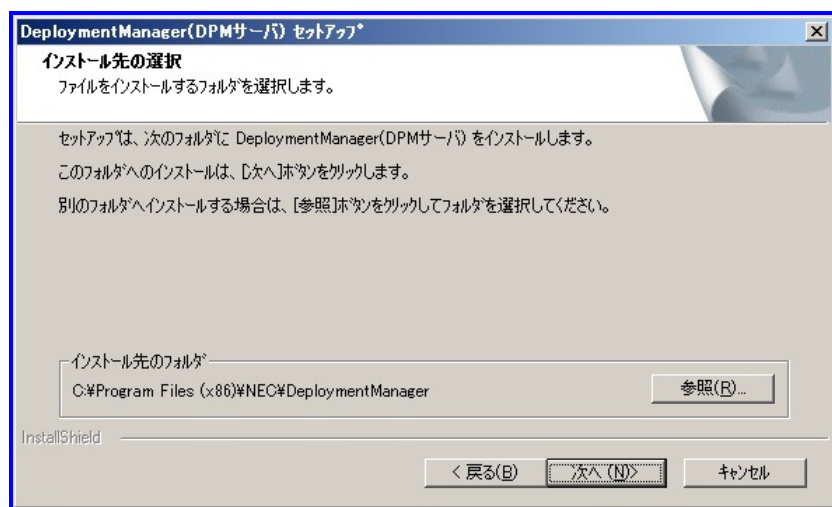 DeploymentManager(DPMサーバ) セットアップ
インストール先の選択
ファイルをインストールするフォルダを選択します。
セットアップは、次のフォルダに DeploymentManager(DPMサーバ) をインストールします。
このフォルダへのインストールは、[次へ]ボタンをクリックします。
別のフォルダへインストールする場合は、[参照]ボタンをクリックしてフォルダを選択してください。
インストール先のフォルダ
C:¥Program Files (x86)¥NEC¥DeploymentManager
参照(R)...
InstallShield
< 戻る(B)
次へ (N)>
キャンセル